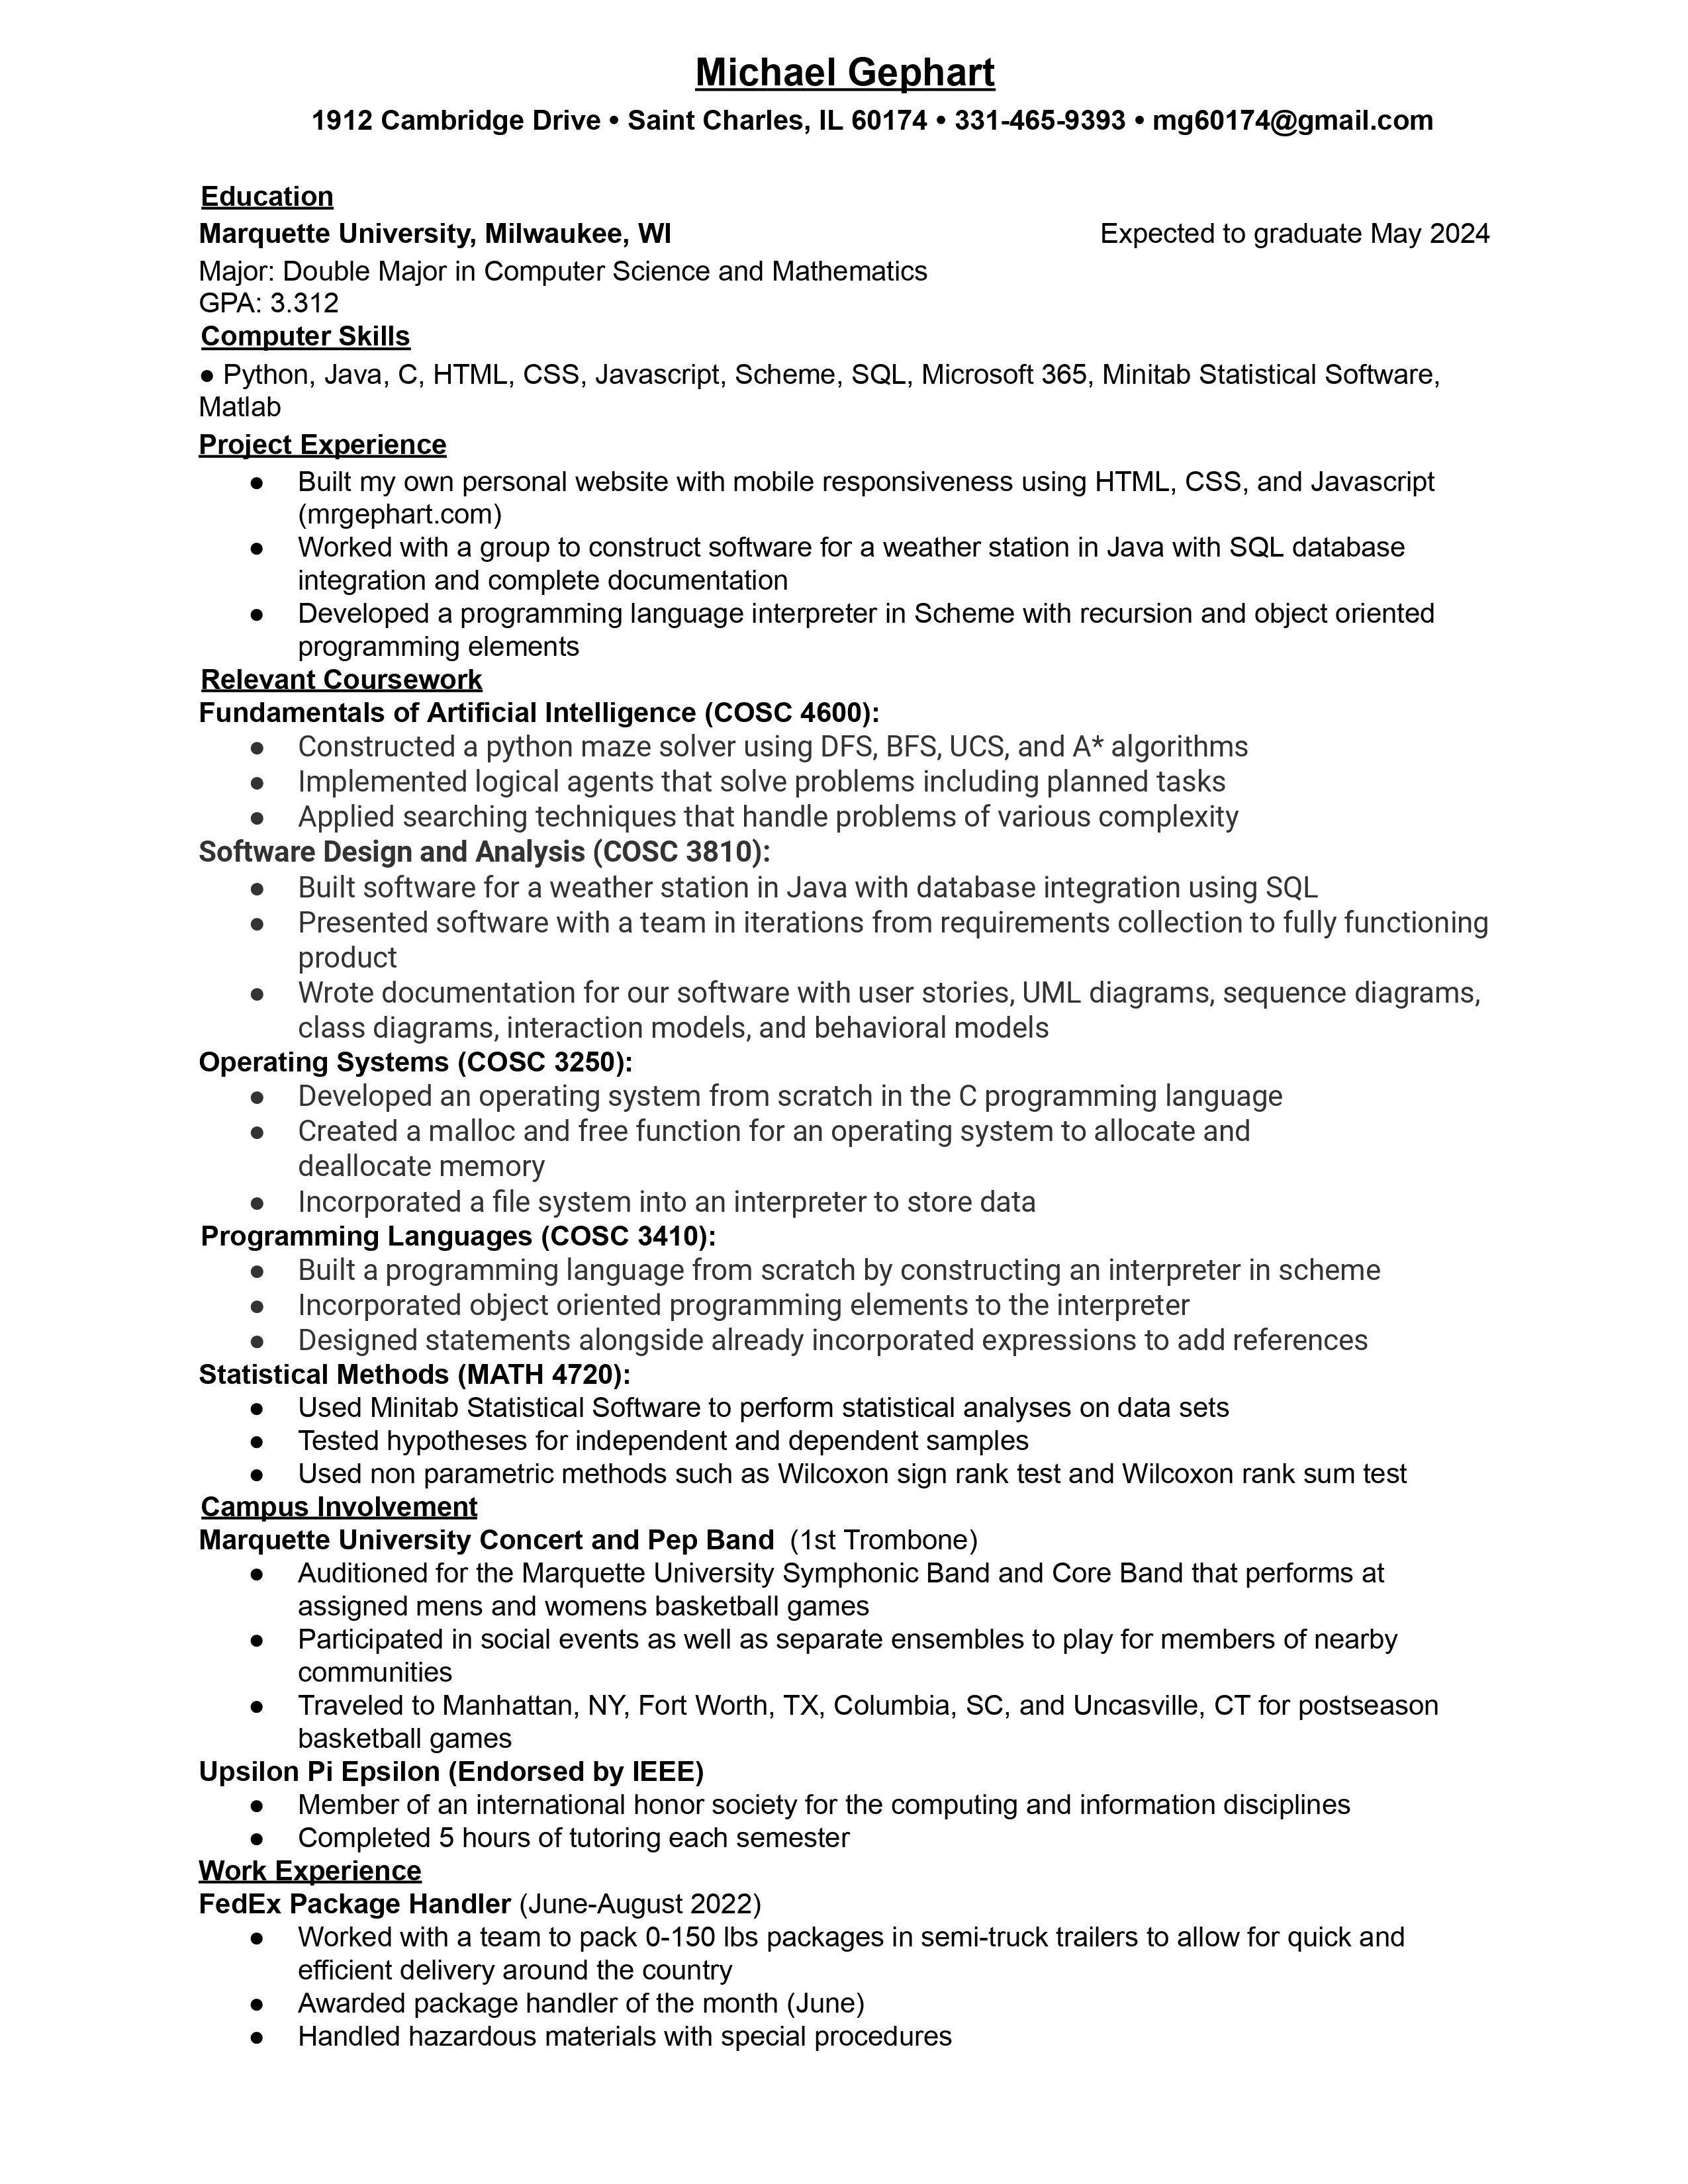 Michael Gephart
1912 Cambridge Drive • Saint Charles, IL 60174 • 331-465-9393 • mg60174@gmail.com
Education
Marquette University, Milwaukee, WI Expected to graduate May 2024
Major: Double Major in Computer Science and Mathematics
GPA: 3.312
Computer Skills
● Python, Java, C, HTML, CSS, Javascript, Scheme, SQL, Microsoft 365, Minitab Statistical Software,
Matlab
Project Experience
● Built my own personal website with mobile responsiveness using HTML, CSS, and Javascript
(mrgephart.com)
● Worked with a group to construct software for a weather station in Java with SQL database
integration and complete documentation
● Developed a programming language interpreter in Scheme with recursion and object oriented
programming elements
Relevant Coursework
Fundamentals of Artificial Intelligence (COSC 4600):
● Constructed a python maze solver using DFS, BFS, UCS, and A* algorithms
● Implemented logical agents that solve problems including planned tasks
● Applied searching techniques that handle problems of various complexity
Software Design and Analysis (COSC 3810):
● Built software for a weather station in Java with database integration using SQL
● Presented software with a team in iterations from requirements collection to fully functioning
product
● Wrote documentation for our software with user stories, UML diagrams, sequence diagrams,
class diagrams, interaction models, and behavioral models
Operating Systems (COSC 3250):
● Developed an operating system from scratch in the C programming language
● Created a malloc and free function for an operating system to allocate and
deallocate memory
● Incorporated a file system into an interpreter to store data
Programming Languages (COSC 3410):
● Built a programming language from scratch by constructing an interpreter in scheme
● Incorporated object oriented programming elements to the interpreter
● Designed statements alongside already incorporated expressions to add references
Statistical Methods (MATH 4720):
● Used Minitab Statistical Software to perform statistical analyses on data sets
● Tested hypotheses for independent and dependent samples
● Used non parametric methods such as Wilcoxon sign rank test and Wilcoxon rank sum test
Campus Involvement
Marquette University Concert and Pep Band (1st Trombone)
● Auditioned for the Marquette University Symphonic Band and Core Band that performs at
assigned mens and womens basketball games
● Participated in social events as well as separate ensembles to play for members of nearby
communities
● Traveled to Manhattan, NY, Fort Worth, TX, Columbia, SC, and Uncasville, CT for postseason
basketball games
Upsilon Pi Epsilon (Endorsed by IEEE)
● Member of an international honor society for the computing and information disciplines
● Completed 5 hours of tutoring each semester
Work Experience
FedEx Package Handler (June-August 2022)
● Worked with a team to pack 0-150 lbs packages in semi-truck trailers to allow for quick and
efficient delivery around the country
● Awarded package handler of the month (June)
● Handled hazardous materials with special procedures